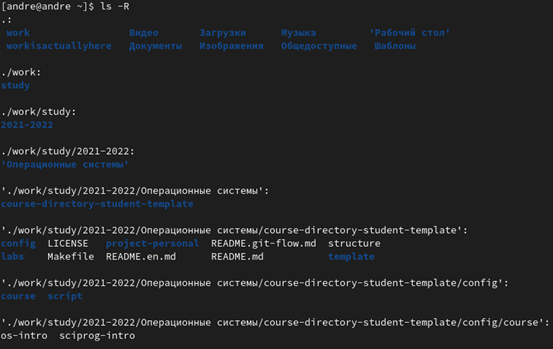 [andre@andre ~]$ ls -R
.:
work Видео Загрузки Музыка 'Рабочий стол'
workisactuallyhere Документы Изображения Общедоступные Шаблоны
./work:
study
./work/study:
2021-2022
./work/study/2021-2022:
'Операционные системы'
'./work/study/2021-2022/Операционные системы':
course-directory-student-template
'./work/study/2021-2022/Операционные системы/course-directory-student-template':
config LICENSE project-personal README.git-flow.md structure
labs Makefile README.en.md README.md template
'./work/study/2021-2022/Операционные системы/course-directory-student-template/config':
course script
'./work/study/2021-2022/Операционные системы/course-directory-student-template/config/course':
os-intro sciprog-intro